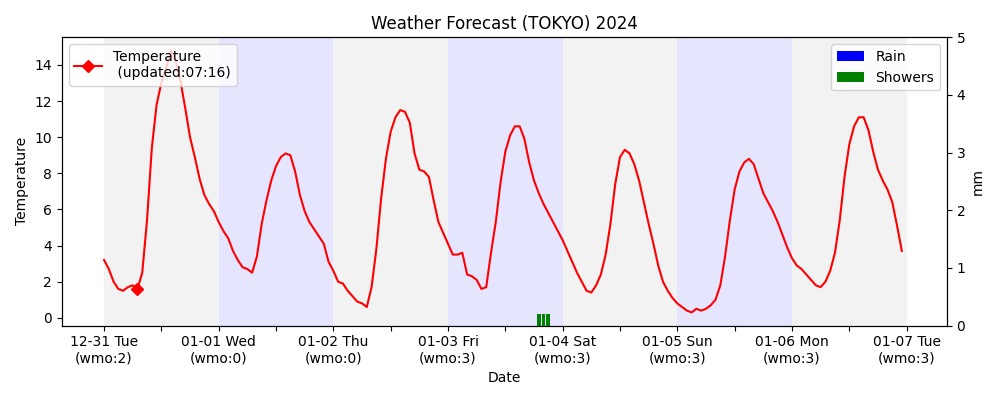 Weather Forecast (TOKYO) 2024
Temperature
(updated:07:16)
Rain
Showers
Temperature
14
12
10
8
6
4
2
0
5
4
3
2
1
0
mm
12-31 Tue
(wmo:2)
01-01 Wed
(wmo:0)
01-02 Thu
(wmo:0)
01-03 Fri
(wmo:3)
01-04 Sat
(wmo:3)
01-05 Sun
(wmo:3)
01-06 Mon
(wmo:3)
01-07 Tue
(wmo:3)
Date